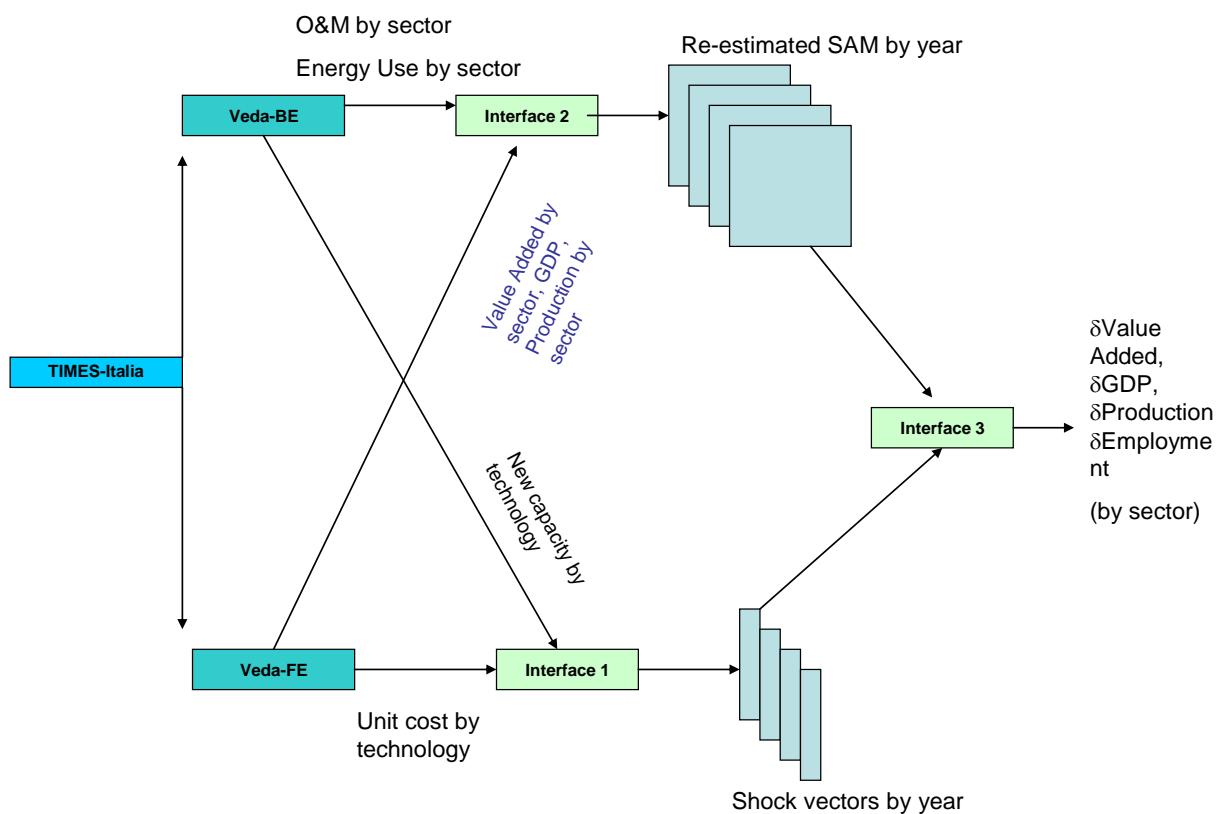 O&M by sector
Energy Use by sector
Re-estimated SAM by year
Veda-BE
Interface 2
Value Added by
sector, GDP,
Production by
sector
TIMES-Italia
δValue
Added,
δGDP,
δProduction
δEmployme
nt
(by sector)
Interface 3
New capacity by
technology
Veda-FE
Interface 1
Unit cost by
technology
Shock vectors by year